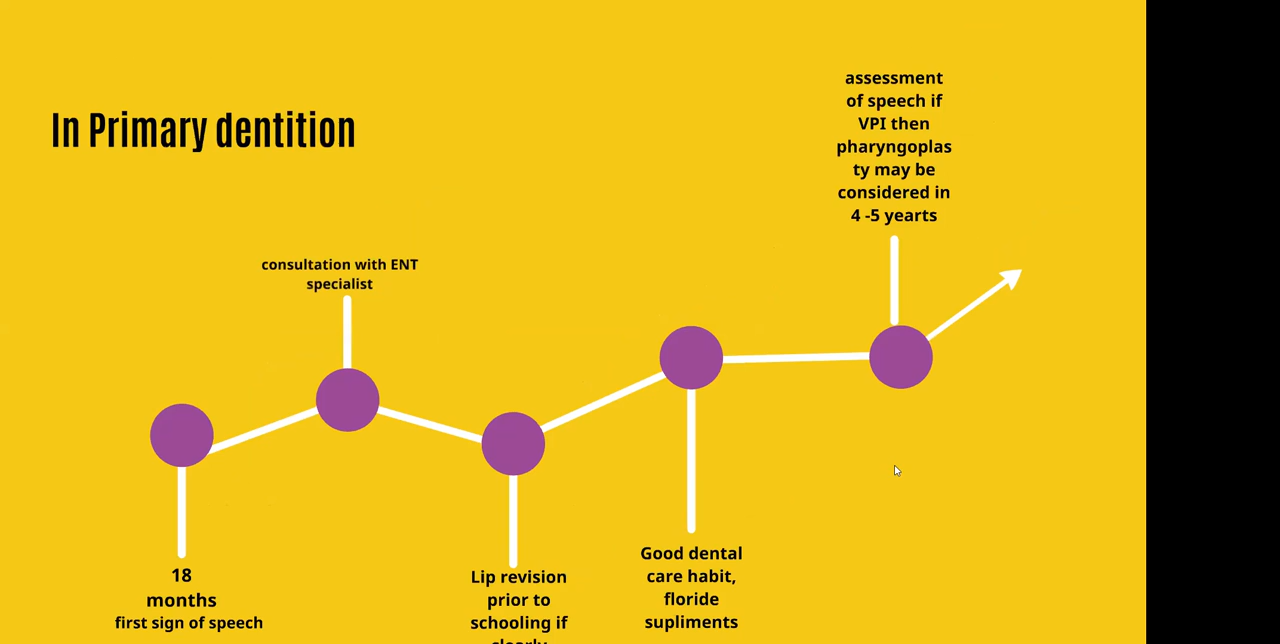 In Primary dentition
assessment
of speech if
VPI then
pharyngoplas
ty may be
considered in
4 -5 yearts
consultation with ENT
specialist
18
months
first sign of speech
Lip revision
prior to
schooling if
clearly
Good dental
care habit,
floride
supliments